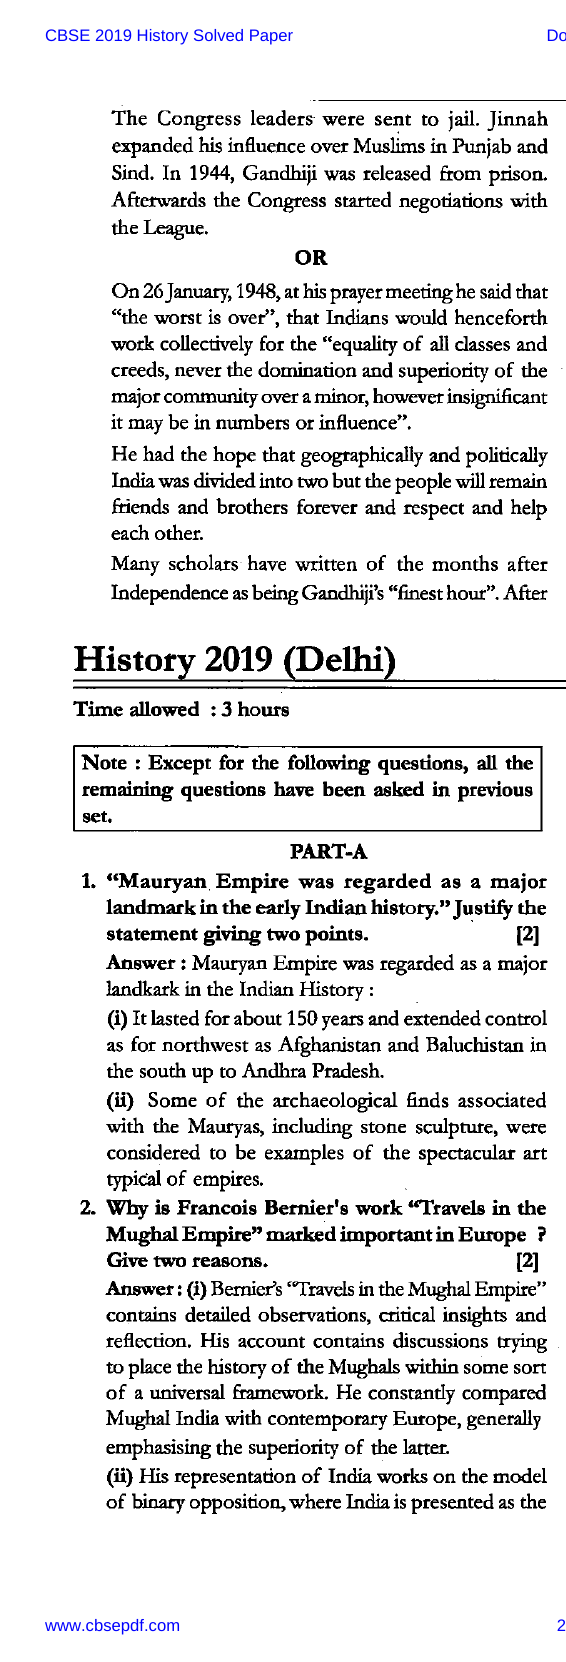 CBSE 2019 History Solved Paper
Do
The Congress leaders were sent to jail. Jinnah
expanded his influence over Muslims in Punjab and
Sind. In 1944, Gandhiji was released from prison.
Afterwards the Congress started negotiations with
the League.
OR
On 26 January, 1948, at his prayer meeting he said that
“the worst is over”, that Indians would henceforth
work collectively for the “equality of all classes and
creeds, never the domination and superiority of the
major community over a minor, however insignificant
it may be in numbers or influence”.
He had the hope that geographically and politically
India was divided into two but the people will remain
friends and brothers forever and respect and help
each other.
Many scholars have written of the months after
Independence as being Gandhiji’s “finest hour”. After
History 2019 (Delhi)
Time allowed : 3 hours
Note : Except for the following questions, all the
remaining questions have been asked in previous
set.
PART-A
1. “Mauryan Empire was regarded as a major
landmark in the early Indian history.” Justify the
statement giving two points. [2]
Answer : Mauryan Empire was regarded as a major
landkark in the Indian History :
(i) It lasted for about 150 years and extended control
as for northwest as Afghanistan and Baluchistan in
the south up to Andhra Pradesh.
(ii) Some of the archaeological finds associated
with the Mauryas, including stone sculpture, were
considered to be examples of the spectacular art
typical of empires.
2. Why is Francois Bernier's work “Travels in the
Mughal Empire” marked important in Europe ?
Give two reasons. [2]
Answer : (i) Bernier’s “Travels in the Mughal Empire”
contains detailed observations, critical insights and
reflection. His account contains discussions trying
to place the history of the Mughals within some sort
of a universal framework. He constantly compared
Mughal India with contemporary Europe, generally
emphasising the superiority of the latter.
(ii) His representation of India works on the model
of binary opposition, where India is presented as the
www.cbsepdf.com
2